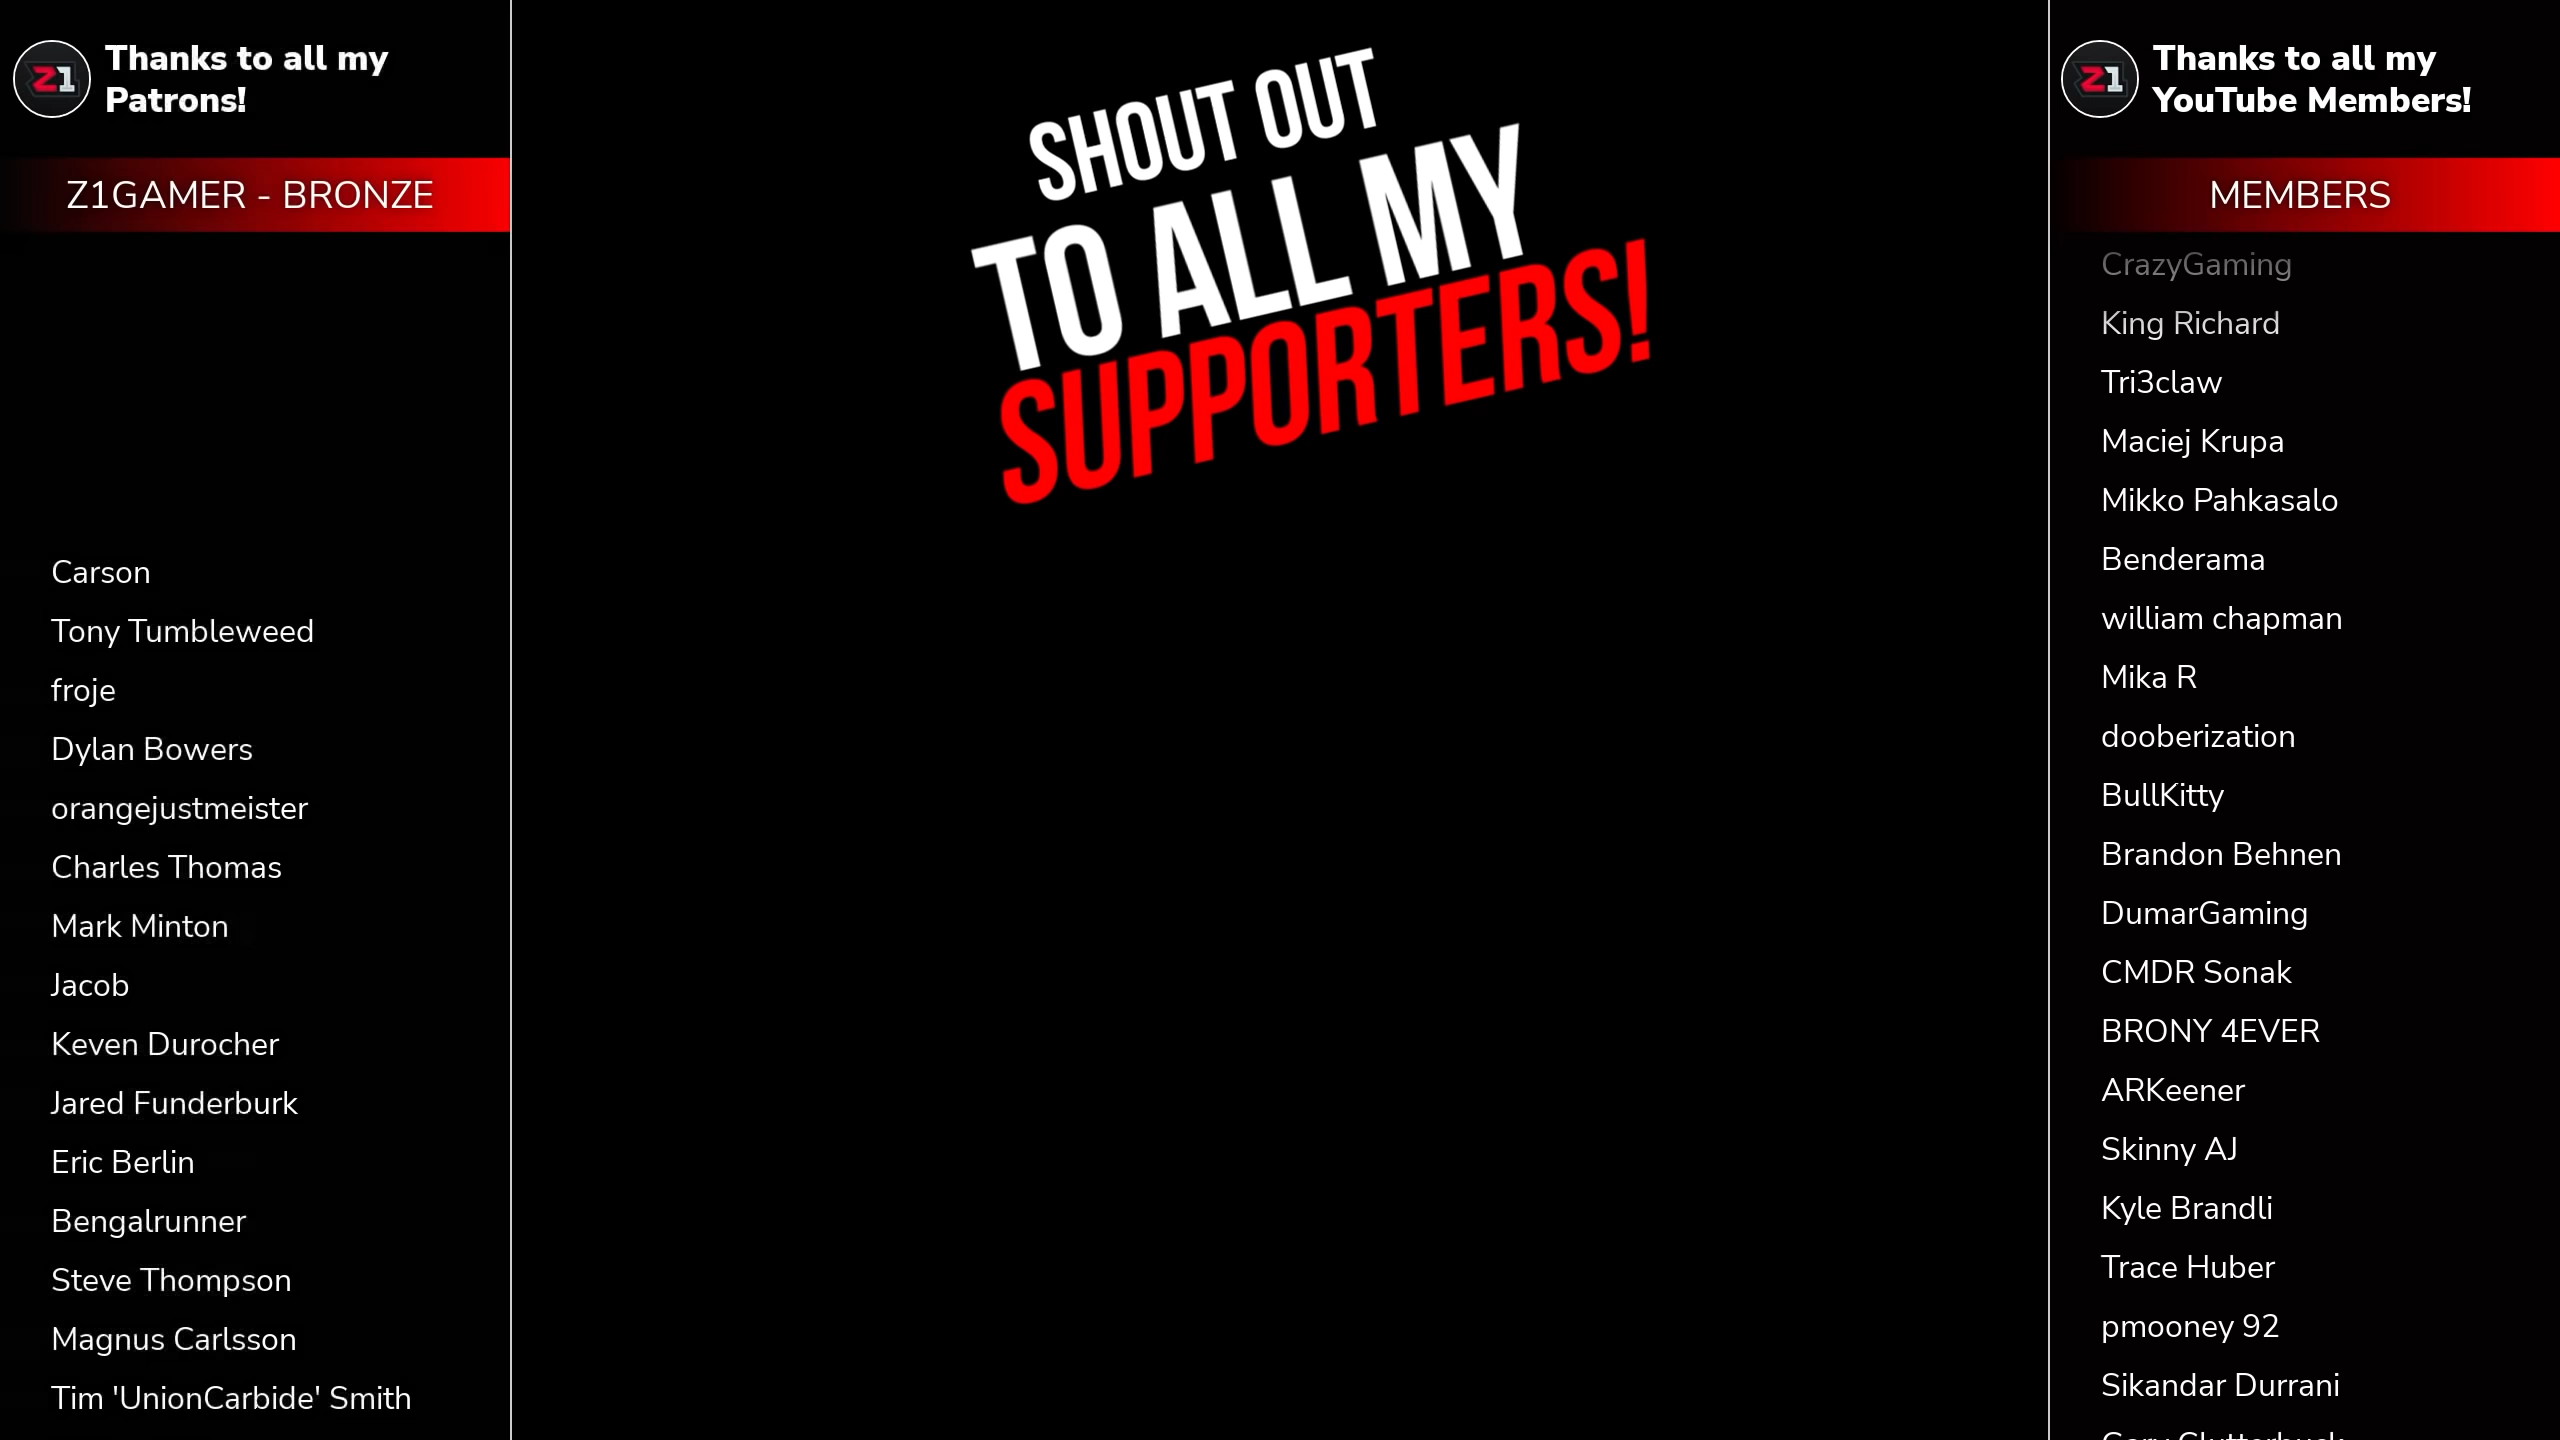 Z1
Thanks to all my
Patrons!
Z1GAMER - BRONZE
Carson
Tony Tumbleweed
froje
Dylan Bowers
orangejustmeister
Charles Thomas
Mark Minton
Jacob
Keven Durocher
Jared Funderburk
Eric Berlin
Bengalrunner
Steve Thompson
Magnus Carlsson
Tim 'UnionCarbide' Smith
SHOUT OUT
TO ALL MY
SUPPORTERS!
Z1
Thanks to all my
YouTube Members!
MEMBERS
CrazyGaming
King Richard
Tri3claw
Maciej Krupa
Mikko Pahkasalo
Benderama
william chapman
Mika R
dooberization
BullKitty
Brandon Behnen
DumarGaming
CMDR Sonak
BRONY 4EVER
ARKeener
Skinny AJ
Kyle Brandli
Trace Huber
pmooney 92
Sikandar Durrani